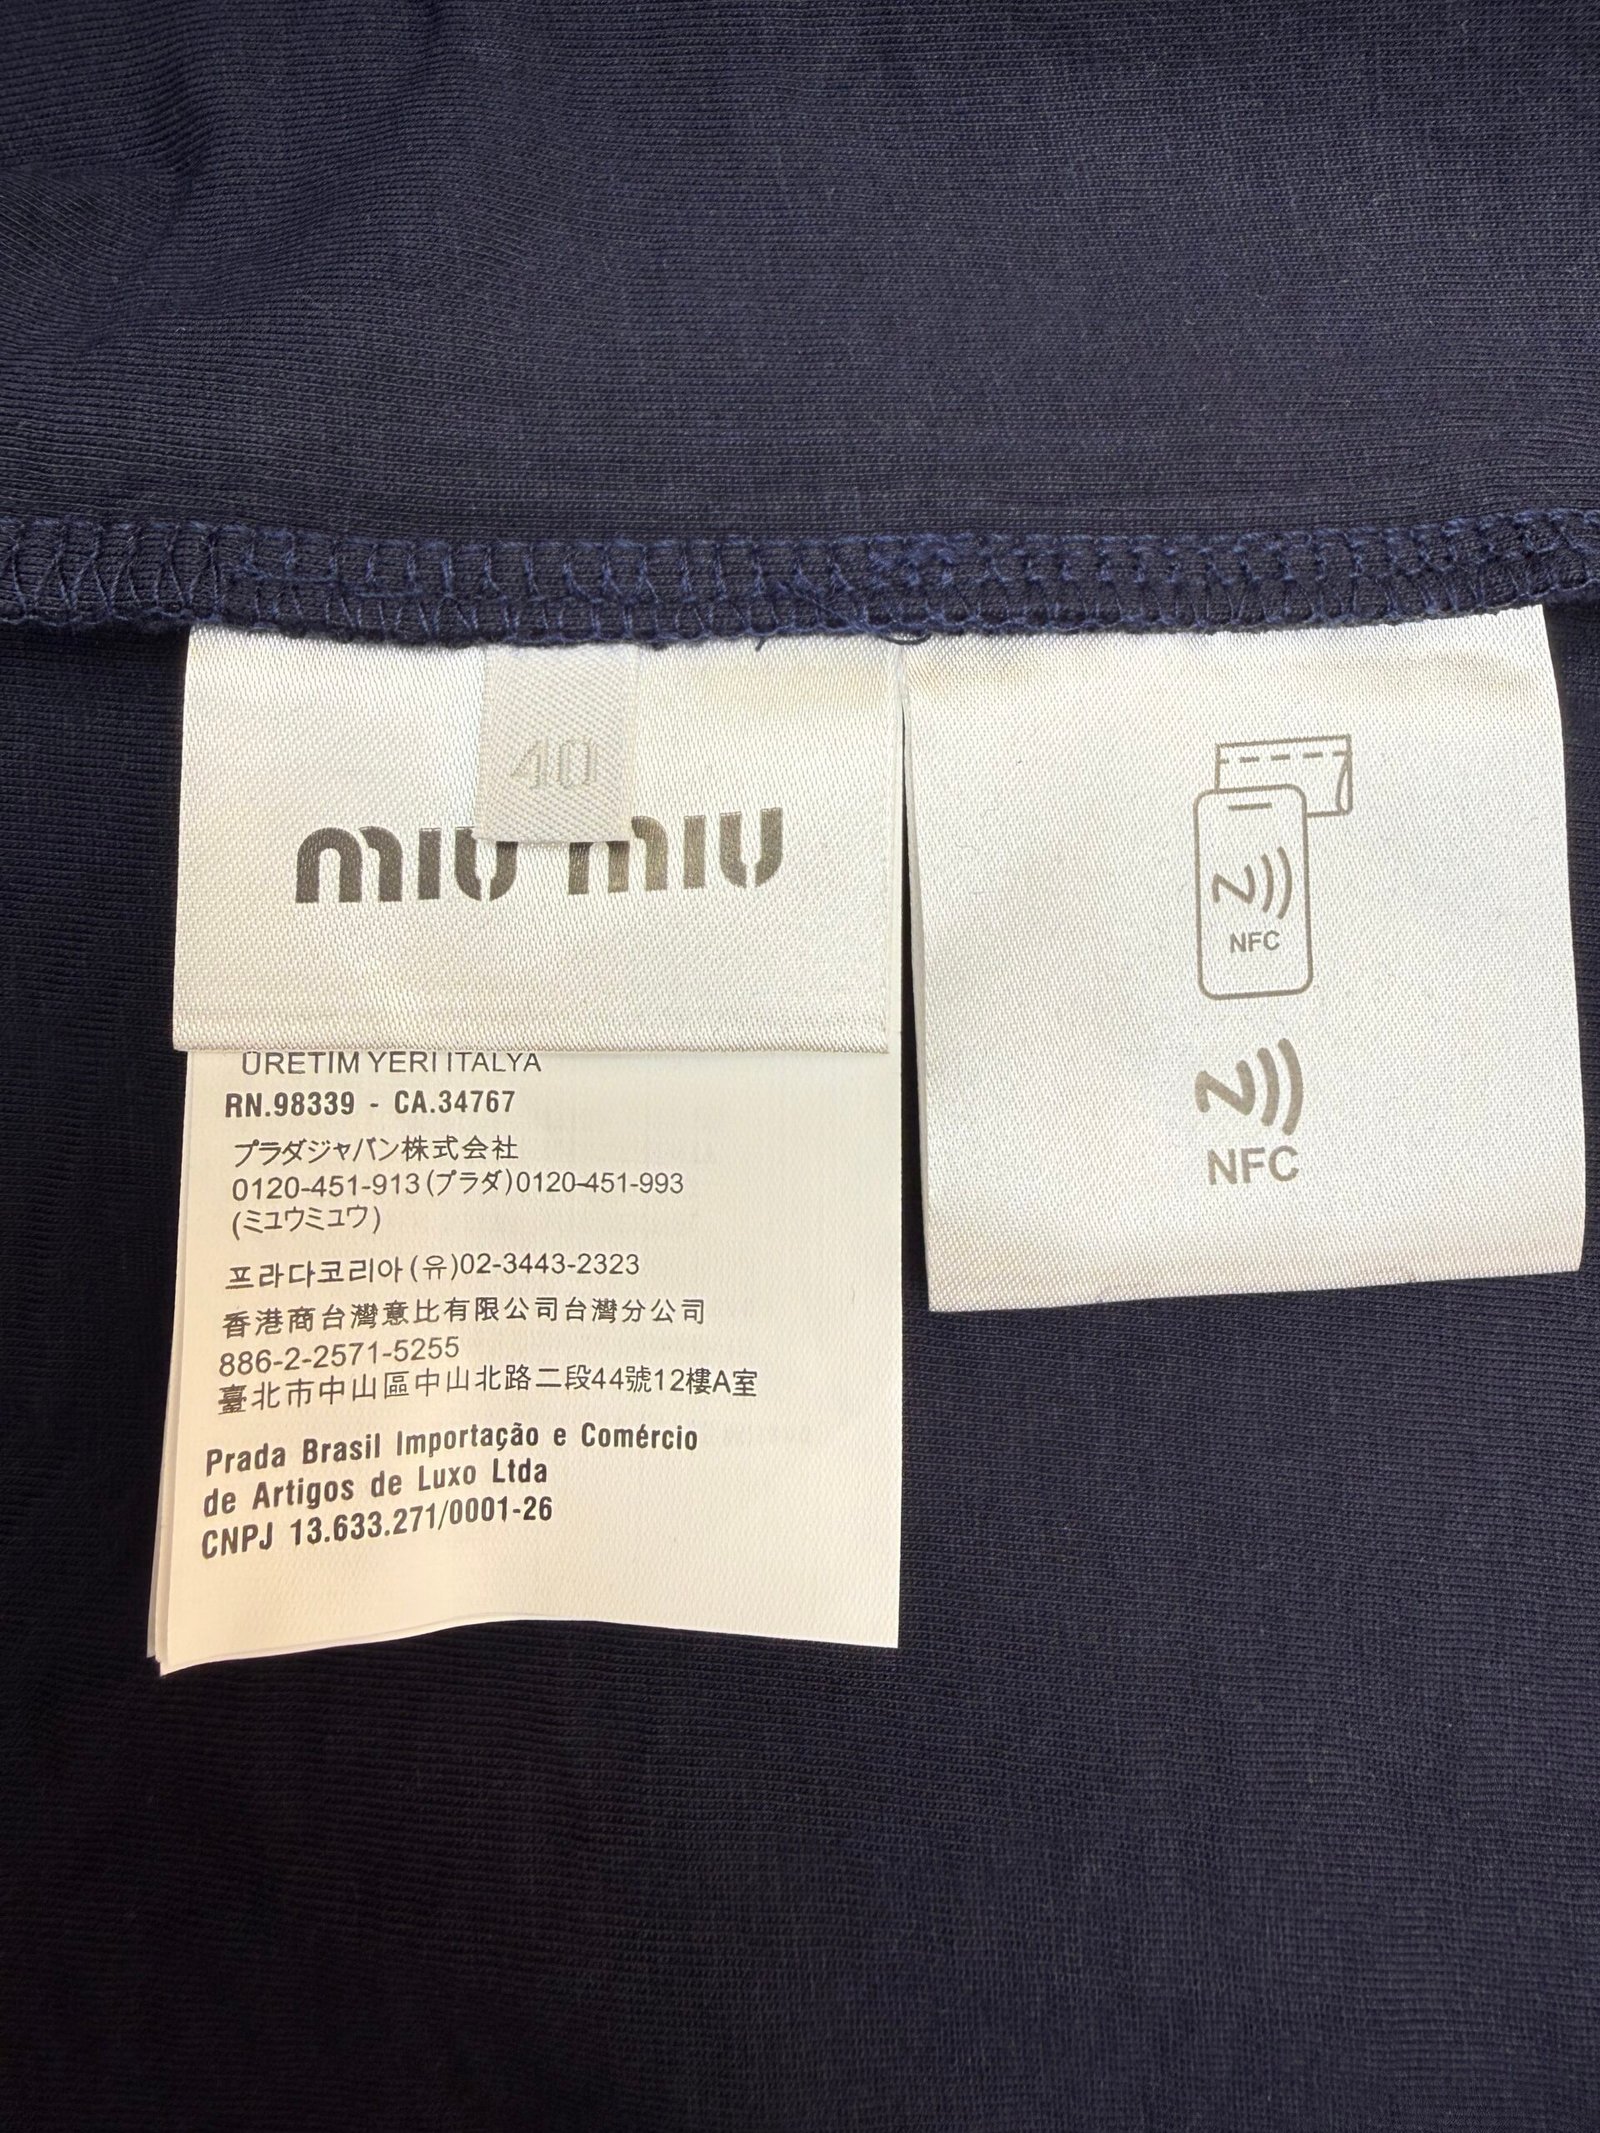 40
miu miu
ÜRETIM YERI ITALYA
RN.98339 - CA.34767
プラダジャパン株式会社
0120-451-913(プラダ)0120-451-993
(ミュウミュウ)
프라다코리아(유)02-3443-2323
香港商台灣意比有限公司台灣分公司
886-2-2571-5255
臺北市中山區中山北路二段44號12樓A室
Prada Brasil Importação e Comércio
de Artigos de Luxo Ltda
CNPJ 13.633.271/0001-26
NFC
NFC